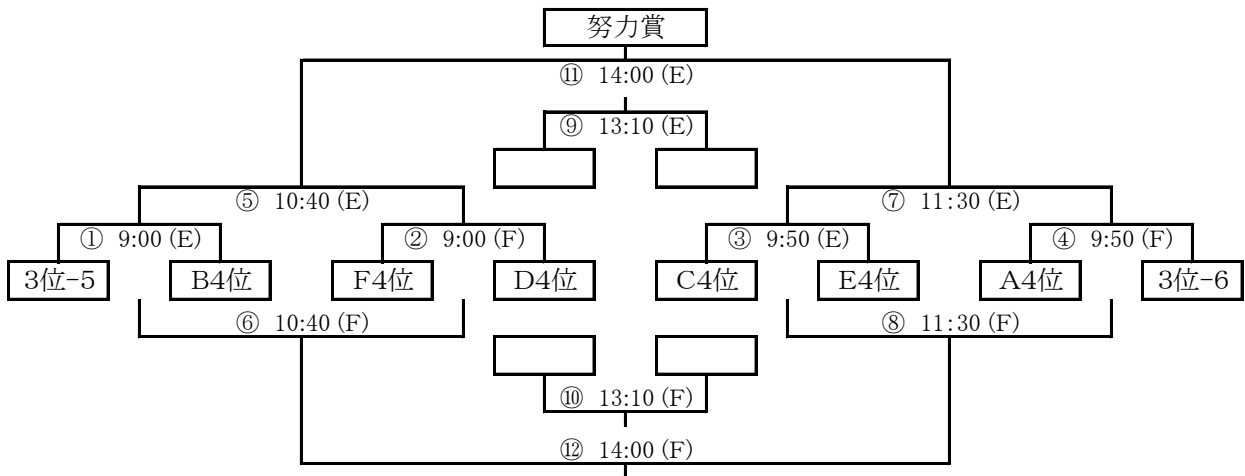 努力賞
⑪ 14:00 (E)
⑨ 13:10 (E)
⑤ 10:40 (E)
⑦ 11:30 (E)
① 9:00 (E)
② 9:00 (F)
③ 9:50 (E)
④ 9:50 (F)
3位-5
B4位
F4位
D4位
C4位
E4位
A4位
3位-6
⑥ 10:40 (F)
⑧ 11:30 (F)
⑩ 13:10 (F)
⑫ 14:00 (F)